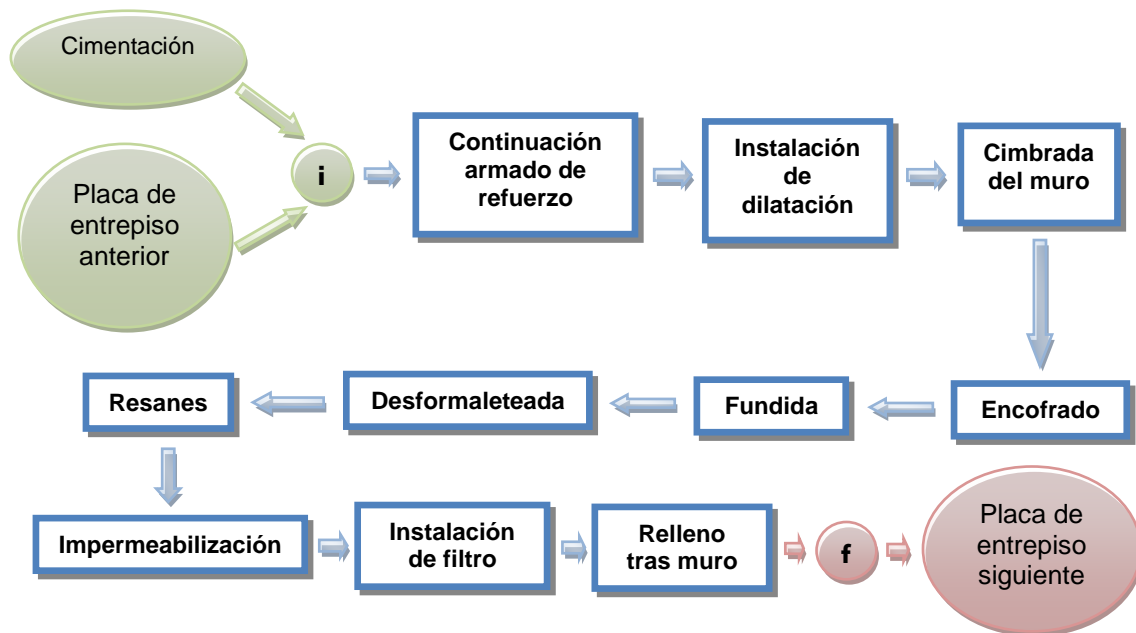 Cimentación
Placa de
entrepiso
anterior
i
Continuación
armado de
refuerzo
Instalación
de
dilatación
Cimbrada
del muro
Encofrado
Fundida
Desformaleteada
Resanes
Impermeabilización
Instalación
de filtro
Relleno
tras muro
f
Placa de
entrepiso
siguiente